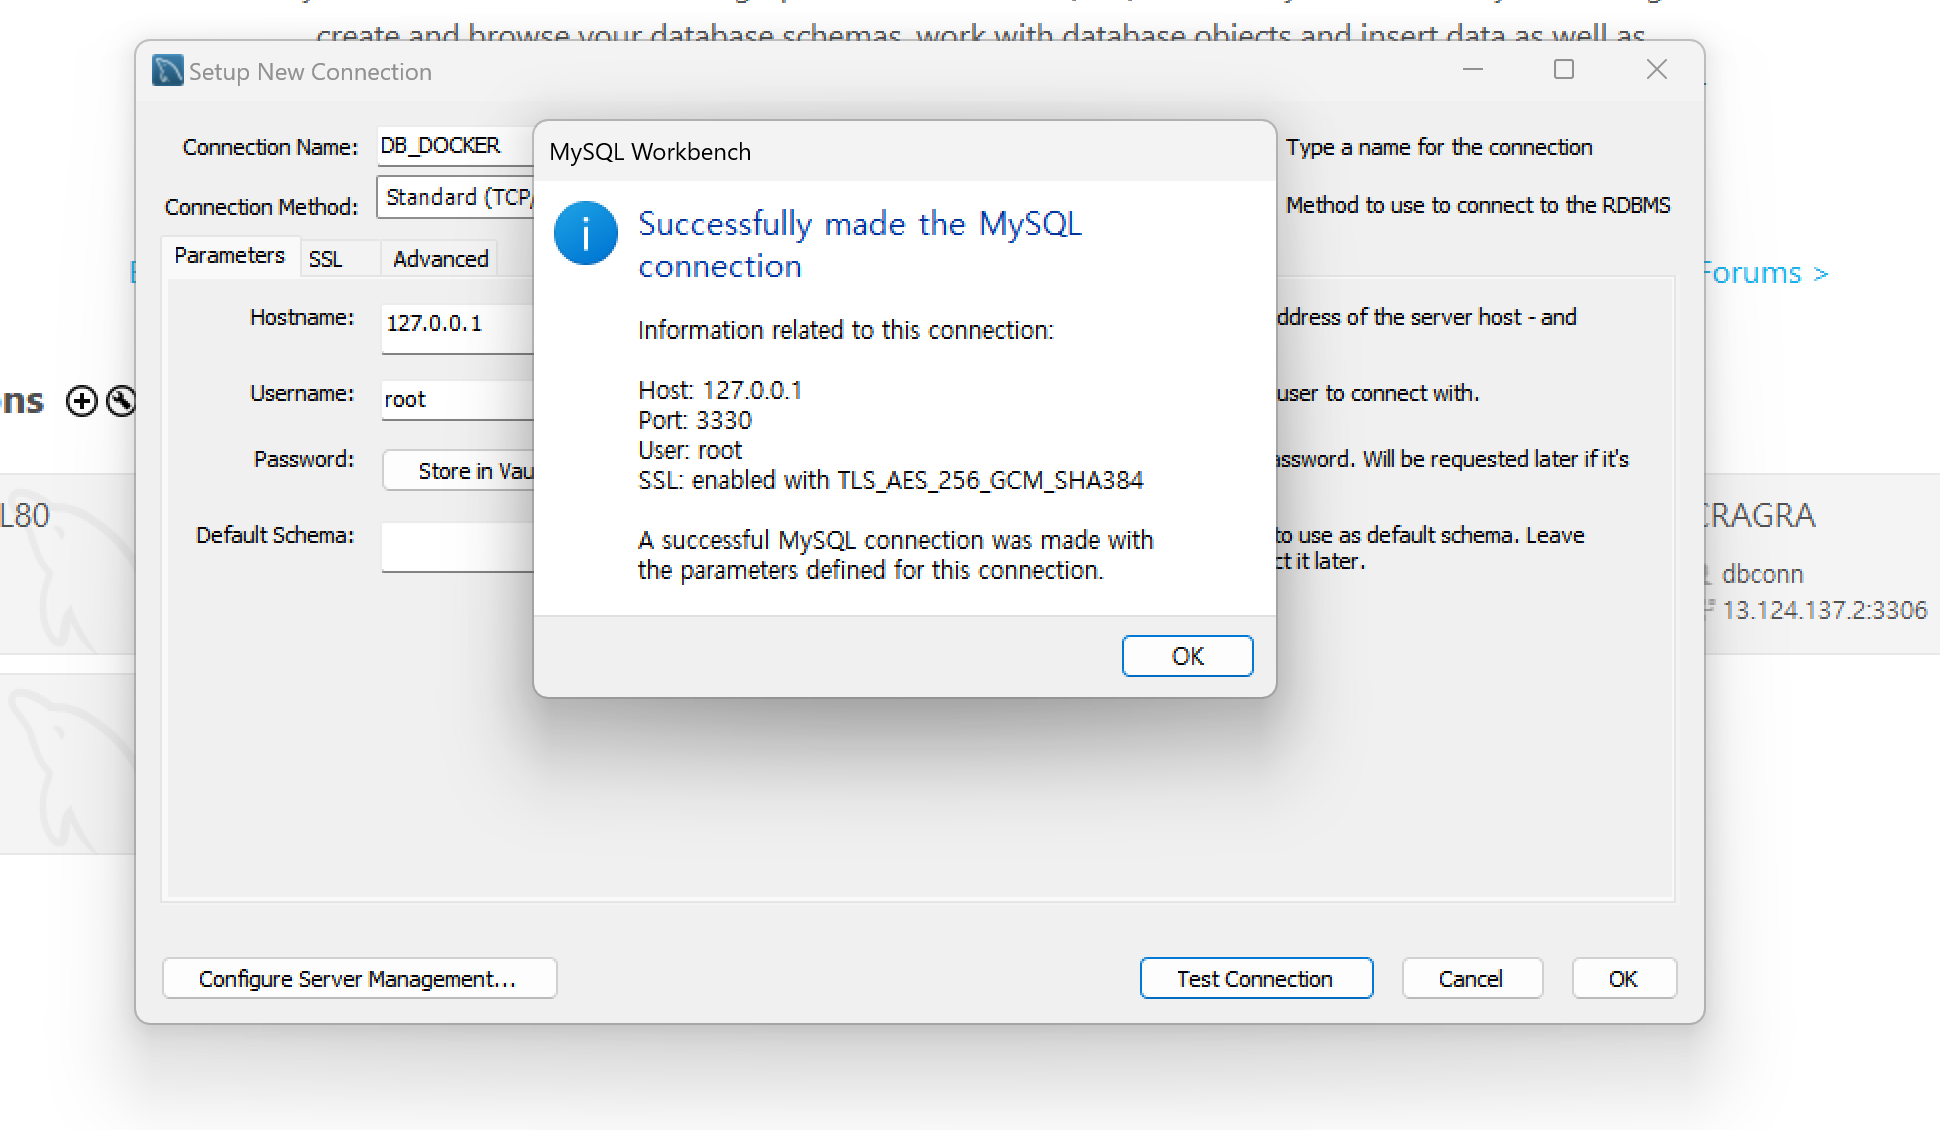 create and browse your database schemas, work with database objects and insert data as well as
Setup New Connection
Connection Name: DB_DOCKER
Type a name for the connection
Connection Method: Standard (TCP/
Method to use to connect to the RDBMS
Parameters SSL Advanced
Hostname: 127.0.0.1
ddress of the server host - and
Username: root
user to connect with.
Password: Store in Vau
assword. Will be requested later if it's
Default Schema:
to use as default schema. Leave
ct it later.
MySQL Workbench
Successfully made the MySQL
connection
Information related to this connection:
Host: 127.0.0.1
Port: 3330
User: root
SSL: enabled with TLS_AES_256_GCM_SHA384
A successful MySQL connection was made with
the parameters defined for this connection.
OK
Configure Server Management...
Test Connection Cancel OK
Forums >
ons
L80
CRAGRA
dbconn
13.124.137.2:3306